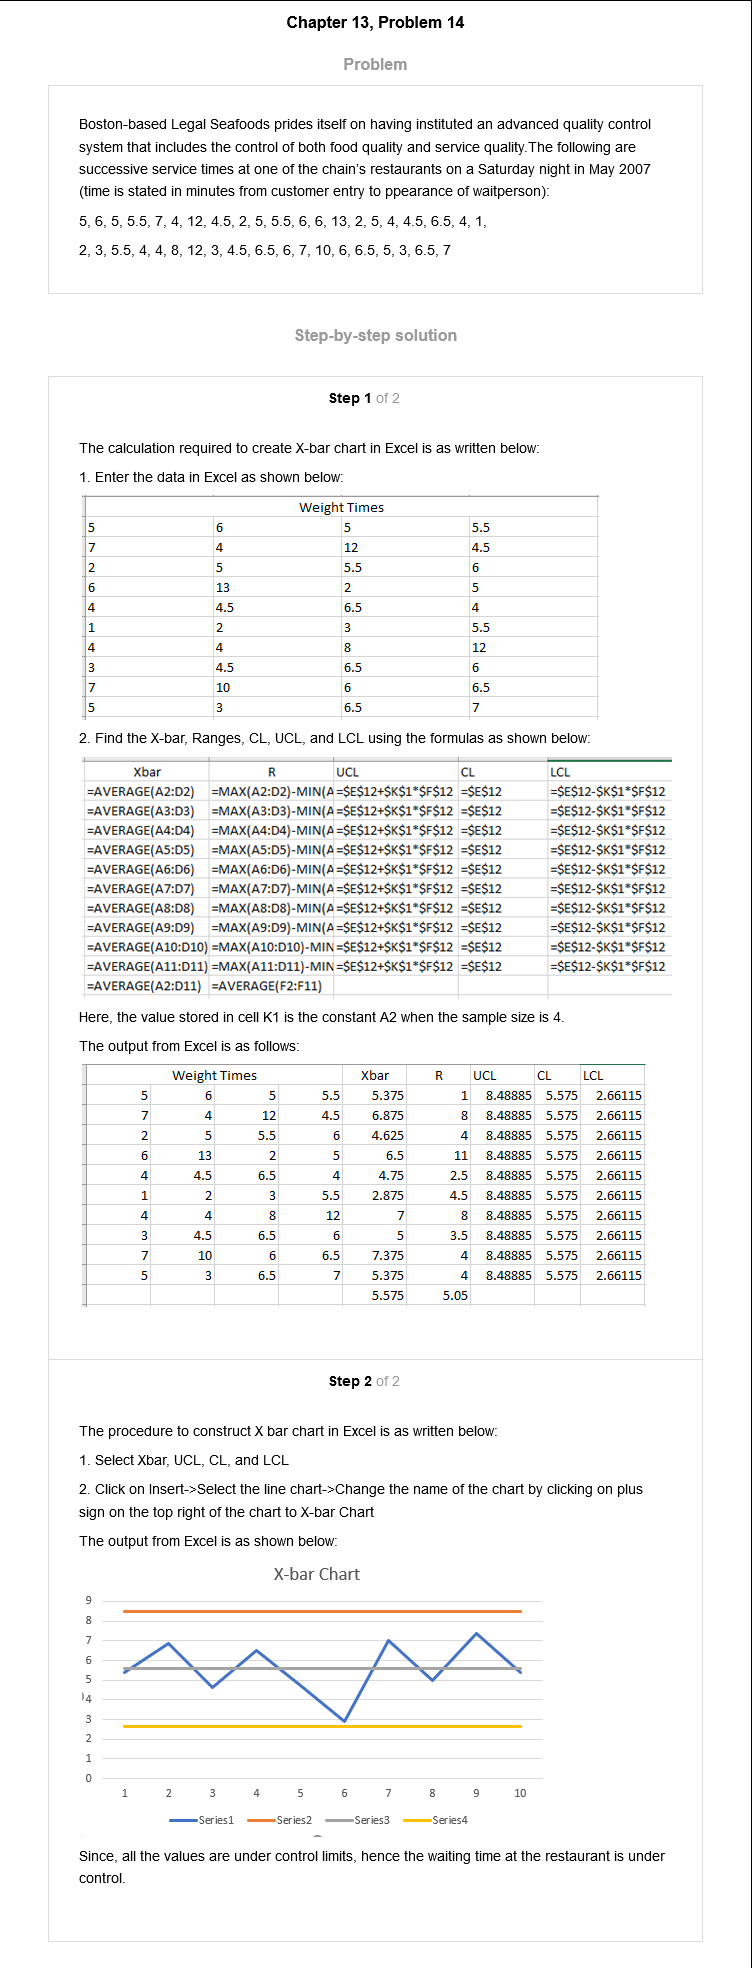 Chapter 13, Problem 14
Problem
Boston-based Legal Seafoods prides itself on having instituted an advanced quality control
system that includes the control of both food quality and service quality.The following are
successive service times at one of the chain's restaurants on a Saturday night in May 2007
(time is stated in minutes from customer entry to ppearance of waitperson):
5, 6, 5, 5.5, 7, 4, 12, 4.5, 2, 5, 5.5, 6, 6, 13, 2, 5, 4, 4.5, 6.5, 4, 1,
2, 3, 5.5, 4, 4, 8, 12, 3, 4.5, 6.5, 6, 7, 10, 6, 6.5, 5, 3, 6.5, 7
Step-by-step solution
Step 1 of 2
The calculation required to create X-bar chart in Excel is as written below:
1. Enter the data in Excel as shown below:
Weight Times
5 6 5 5.5
7 4 12 4.5
2 5 5.5 6
6 13 2 5
4 4.5 6.5 4
1 2 3 5.5
4 4 8 12
3 4.5 6.5 6
7 10 6 6.5
5 3 6.5 7
2. Find the X-bar, Ranges, CL, UCL, and LCL using the formulas as shown below:
Xbar R UCL CL LCL
=AVERAGE(A2:D2) =MAX(A2:D2)-MIN(A =$E$12+$K$1*$F$12 =$E$12 =$E$12-$K$1*$F$12
=AVERAGE(A3:D3) =MAX(A3:D3)-MIN(A =$E$12+$K$1*$F$12 =$E$12 =$E$12-$K$1*$F$12
=AVERAGE(A4:D4) =MAX(A4:D4)-MIN(A =$E$12+$K$1*$F$12 =$E$12 =$E$12-$K$1*$F$12
=AVERAGE(A5:D5) =MAX(A5:D5)-MIN(A =$E$12+$K$1*$F$12 =$E$12 =$E$12-$K$1*$F$12
=AVERAGE(A6:D6) =MAX(A6:D6)-MIN(A =$E$12+$K$1*$F$12 =$E$12 =$E$12-$K$1*$F$12
=AVERAGE(A7:D7) =MAX(A7:D7)-MIN(A =$E$12+$K$1*$F$12 =$E$12 =$E$12-$K$1*$F$12
=AVERAGE(A8:D8) =MAX(A8:D8)-MIN(A =$E$12+$K$1*$F$12 =$E$12 =$E$12-$K$1*$F$12
=AVERAGE(A9:D9) =MAX(A9:D9)-MIN(A =$E$12+$K$1*$F$12 =$E$12 =$E$12-$K$1*$F$12
=AVERAGE(A10:D10) =MAX(A10:D10)-MIN =$E$12+$K$1*$F$12 =$E$12 =$E$12-$K$1*$F$12
=AVERAGE(A11:D11) =MAX(A11:D11)-MIN =$E$12+$K$1*$F$12 =$E$12 =$E$12-$K$1*$F$12
=AVERAGE(A2:D11) =AVERAGE(F2:F11)
Here, the value stored in cell K1 is the constant A2 when the sample size is 4.
The output from Excel is as follows:
Weight Times Xbar R UCL CL LCL
5 6 5 5.5 5.375 1 8.48885 5.575 2.66115
7 4 12 4.5 6.875 8 8.48885 5.575 2.66115
2 5 5.5 6 4.625 4 8.48885 5.575 2.66115
6 13 2 5 6.5 11 8.48885 5.575 2.66115
4 4.5 6.5 4 4.75 2.5 8.48885 5.575 2.66115
1 2 3 5.5 2.875 4.5 8.48885 5.575 2.66115
4 4 8 12 7 8 8.48885 5.575 2.66115
3 4.5 6.5 6 5 3.5 8.48885 5.575 2.66115
7 10 6 6.5 7.375 4 8.48885 5.575 2.66115
5 3 6.5 7 5.375 4 8.48885 5.575 2.66115
5.575 5.05
Step 2 of 2
The procedure to construct X bar chart in Excel is as written below:
1. Select Xbar, UCL, CL, and LCL
2. Click on Insert->Select the line chart->Change the name of the chart by clicking on plus
sign on the top right of the chart to X-bar Chart
The output from Excel is as shown below:
X-bar Chart
9
8
7
6
5
4
3
2
1
0
1 2 3 4 5 6 7 8 9 10
Series1 Series2 Series3 Series4
Since, all the values are under control limits, hence the waiting time at the restaurant is under
control.